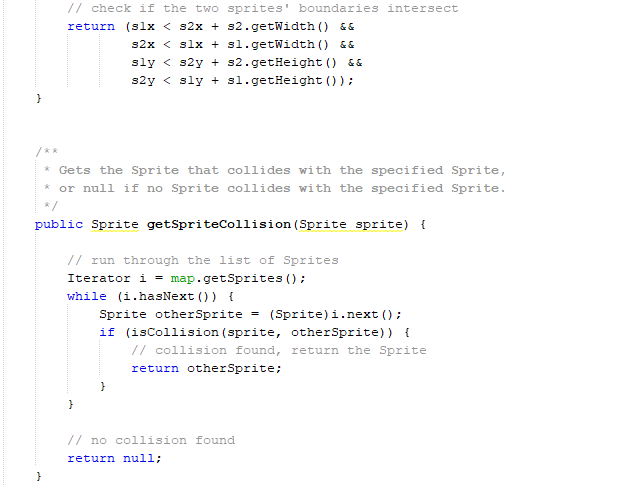 // check if the two sprites' boundaries intersect
return (s1x < s2x + s2.getWidth() &&
s2x < s1x + s1.getWidth() &&
s1y < s2y + s2.getHeight() &&
s2y < s1y + s1.getHeight());
}
/**
* Gets the Sprite that collides with the specified Sprite,
* or null if no Sprite collides with the specified Sprite.
*/
public Sprite getSpriteCollision(Sprite sprite) {
// run through the list of Sprites
Iterator i = map.getSprites();
while (i.hasNext()) {
Sprite otherSprite = (Sprite)i.next();
if (isCollision(sprite, otherSprite)) {
// collision found, return the Sprite
return otherSprite;
}
}
// no collision found
return null;
}